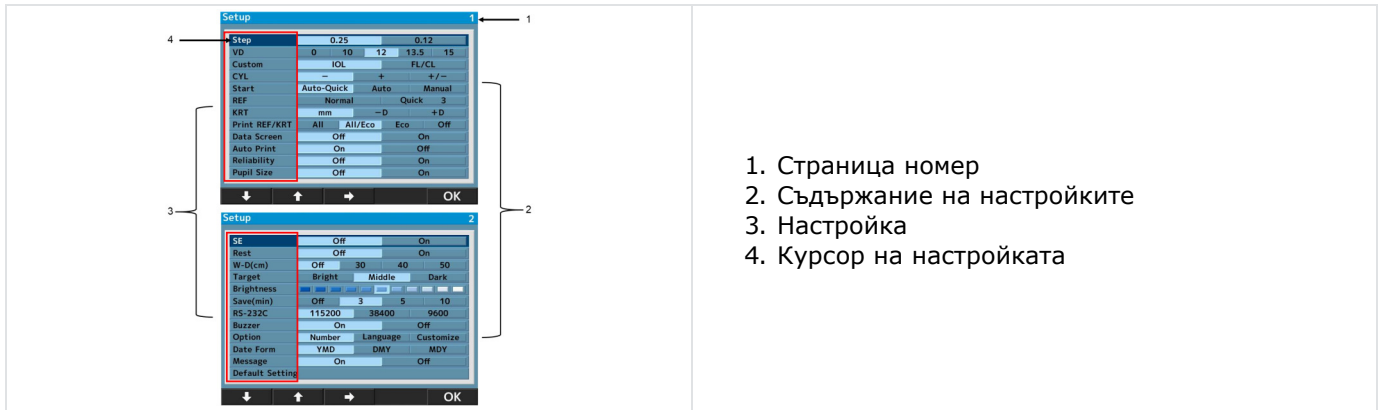 Setup 1
1
4
Step 0.25 0.12
VD 0 10 12 13.5 15
Custom IOL FL/CL
CYL − + +/−
Start Auto-Quick Auto Manual
REF Normal Quick 3
KRT mm −D +D
Print REF/KRT All All/Eco Eco Off
Data Screen Off On
Auto Print On Off
Reliability Off On
Pupil Size Off On
OK
3
2
Setup 2
SE Off On
Rest Off On
W-D(cm) Off 30 40 50
Target Bright Middle Dark
Brightness
Save(min) Off 3 5 10
RS-232C 115200 38400 9600
Buzzer On Off
Option Number Language Customize
Date Form YMD DMY MDY
Message On Off
Default Setting
OK
1. Страница номер
2. Съдържание на настройките
3. Настройка
4. Курсор на настройката